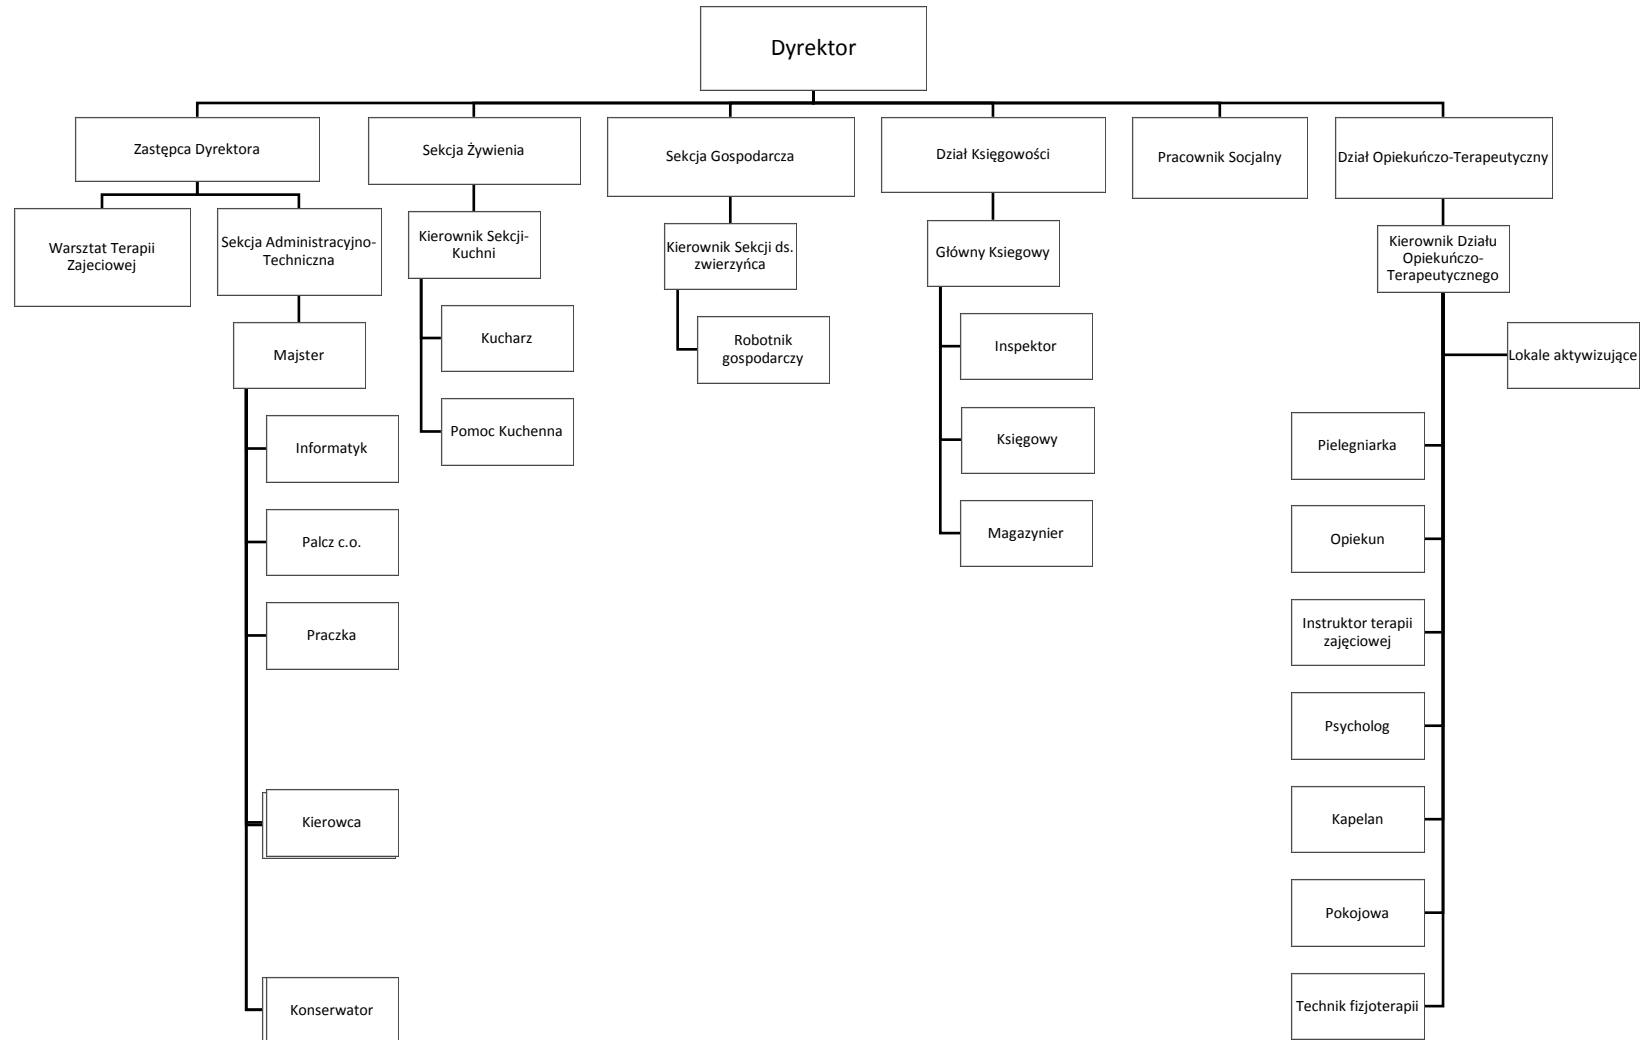 Dyrektor
Zastępca Dyrektora
Sekcja Żywienia
Sekcja Gospodarcza
Dział Księgowości
Pracownik Socjalny
Dział Opiekuńczo-Terapeutyczny
Warsztat Terapii
Zajeciowej
Sekcja Administracyjno-
Techniczna
Kierownik Sekcji-
Kuchni
Kierownik Sekcji ds.
zwierzyńca
Główny Ksiegowy
Kierownik Działu
Opiekuńczo-
Terapeutycznego
Majster
Kucharz
Pomoc Kuchenna
Robotnik
gospodarczy
Inspektor
Księgowy
Magazynier
Lokale aktywizujące
Informatyk
Palcz c.o.
Praczka
Kierowca
Konserwator
Pielegniarka
Opiekun
Instruktor terapii
zajęciowej
Psycholog
Kapelan
Pokojowa
Technik fizjoterapii